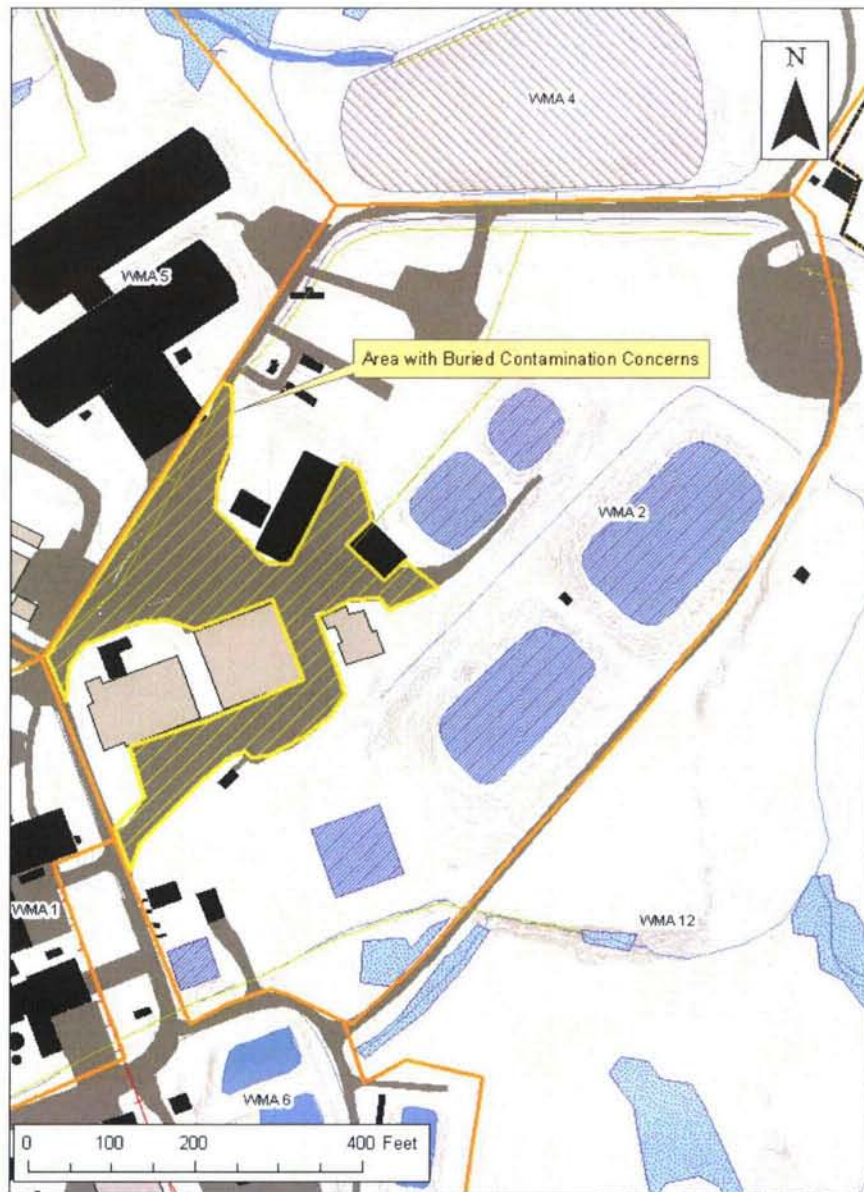 N
WMA 4
WMA 5
Area with Buried Contamination Concerns
WMA 2
WMA 1
WMA 12
WMA 6
0 100 200 400 Feet